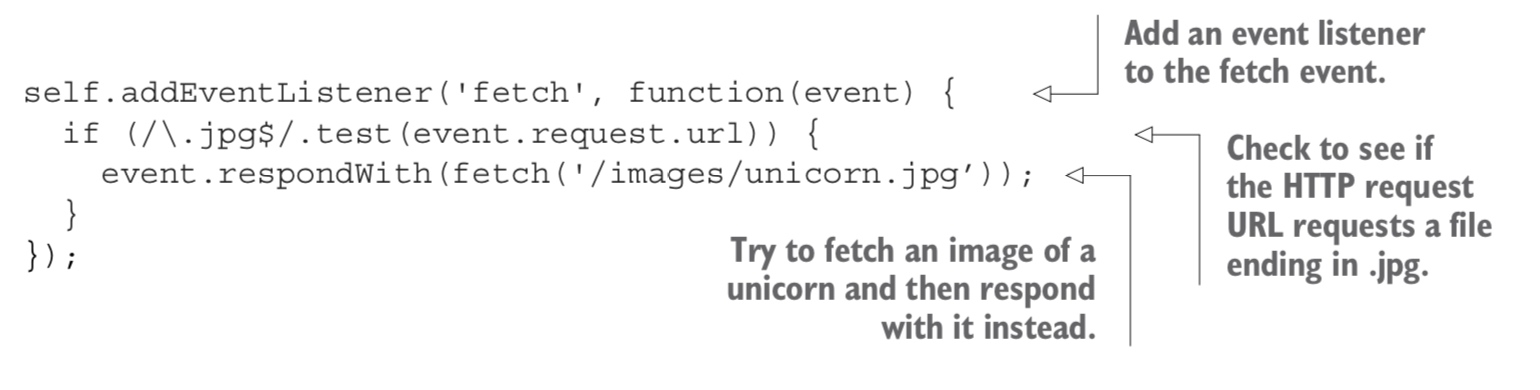 Add an event listener
to the fetch event.
self.addEventListener('fetch', function(event) {
if (/\.jpg$/.test(event.request.url)) {
event.respondWith(fetch('/images/unicorn.jpg’));
}
});
Check to see if
the HTTP request
URL requests a file
ending in .jpg.
Try to fetch an image of a
unicorn and then respond
with it instead.